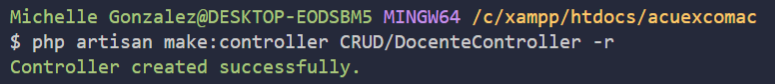 Michelle Gonzalez@DESKTOP-EODSBM5 MINGW64 /c/xampp/htdocs/acuexcomac
$ php artisan make:controller CRUD/DocenteController -r
Controller created successfully.